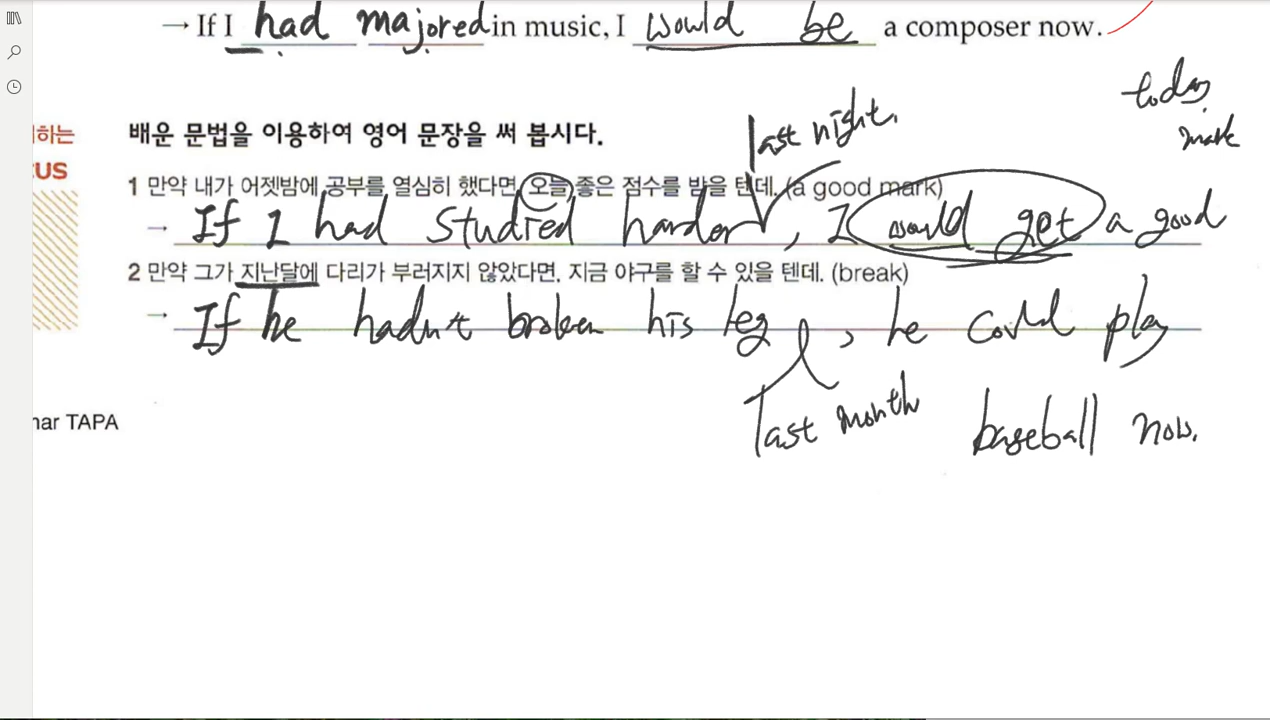 → If I had majored in music, I would be a composer now.
today
mark
last night.
하는
US
배운 문법을 이용하여 영어 문장을 써 봅시다.
1 만약 내가 어젯밤에 공부를 열심히 했다면, 오늘 좋은 점수를 받을 텐데. (a good mark)
→ If I had studied harder, I would get a good
2 만약 그가 지난달에 다리가 부러지지 않았다면, 지금 야구를 할 수 있을 텐데. (break)
→ If he hadn't broken his leg, he could play
last month
baseball now.
mar TAPA